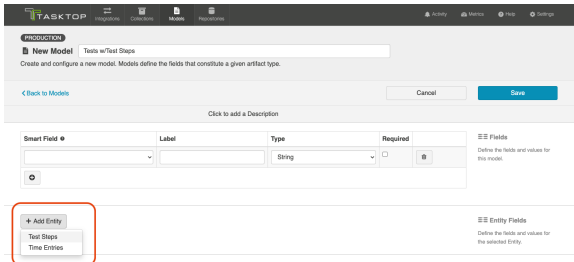 TASKTOP
Integrations
Collections
Models
Repositories
Activity
Metrics
Help
Settings
PRODUCTION
New Model
Tests w/Test Steps
Create and configure a new model. Models define the fields that constitute a given artifact type.
Back to Models
Cancel
Save
Click to add a Description
Smart Field
Label
Type
Required
String
Fields
Define the fields and values for
this model.
+ Add Entity
Test Steps
Time Entries
Entity Fields
Define the fields and values for
the selected Entity.